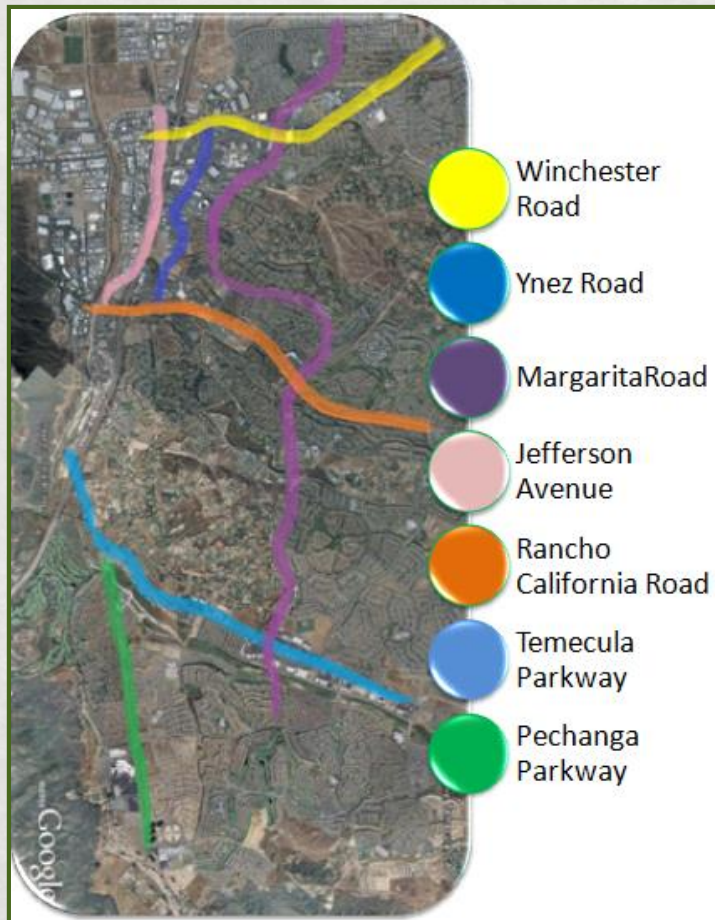 Winchester
Road
Ynez Road
MargaritaRoad
Jefferson
Avenue
Rancho
California Road
Temecula
Parkway
Pechanga
Parkway
Google